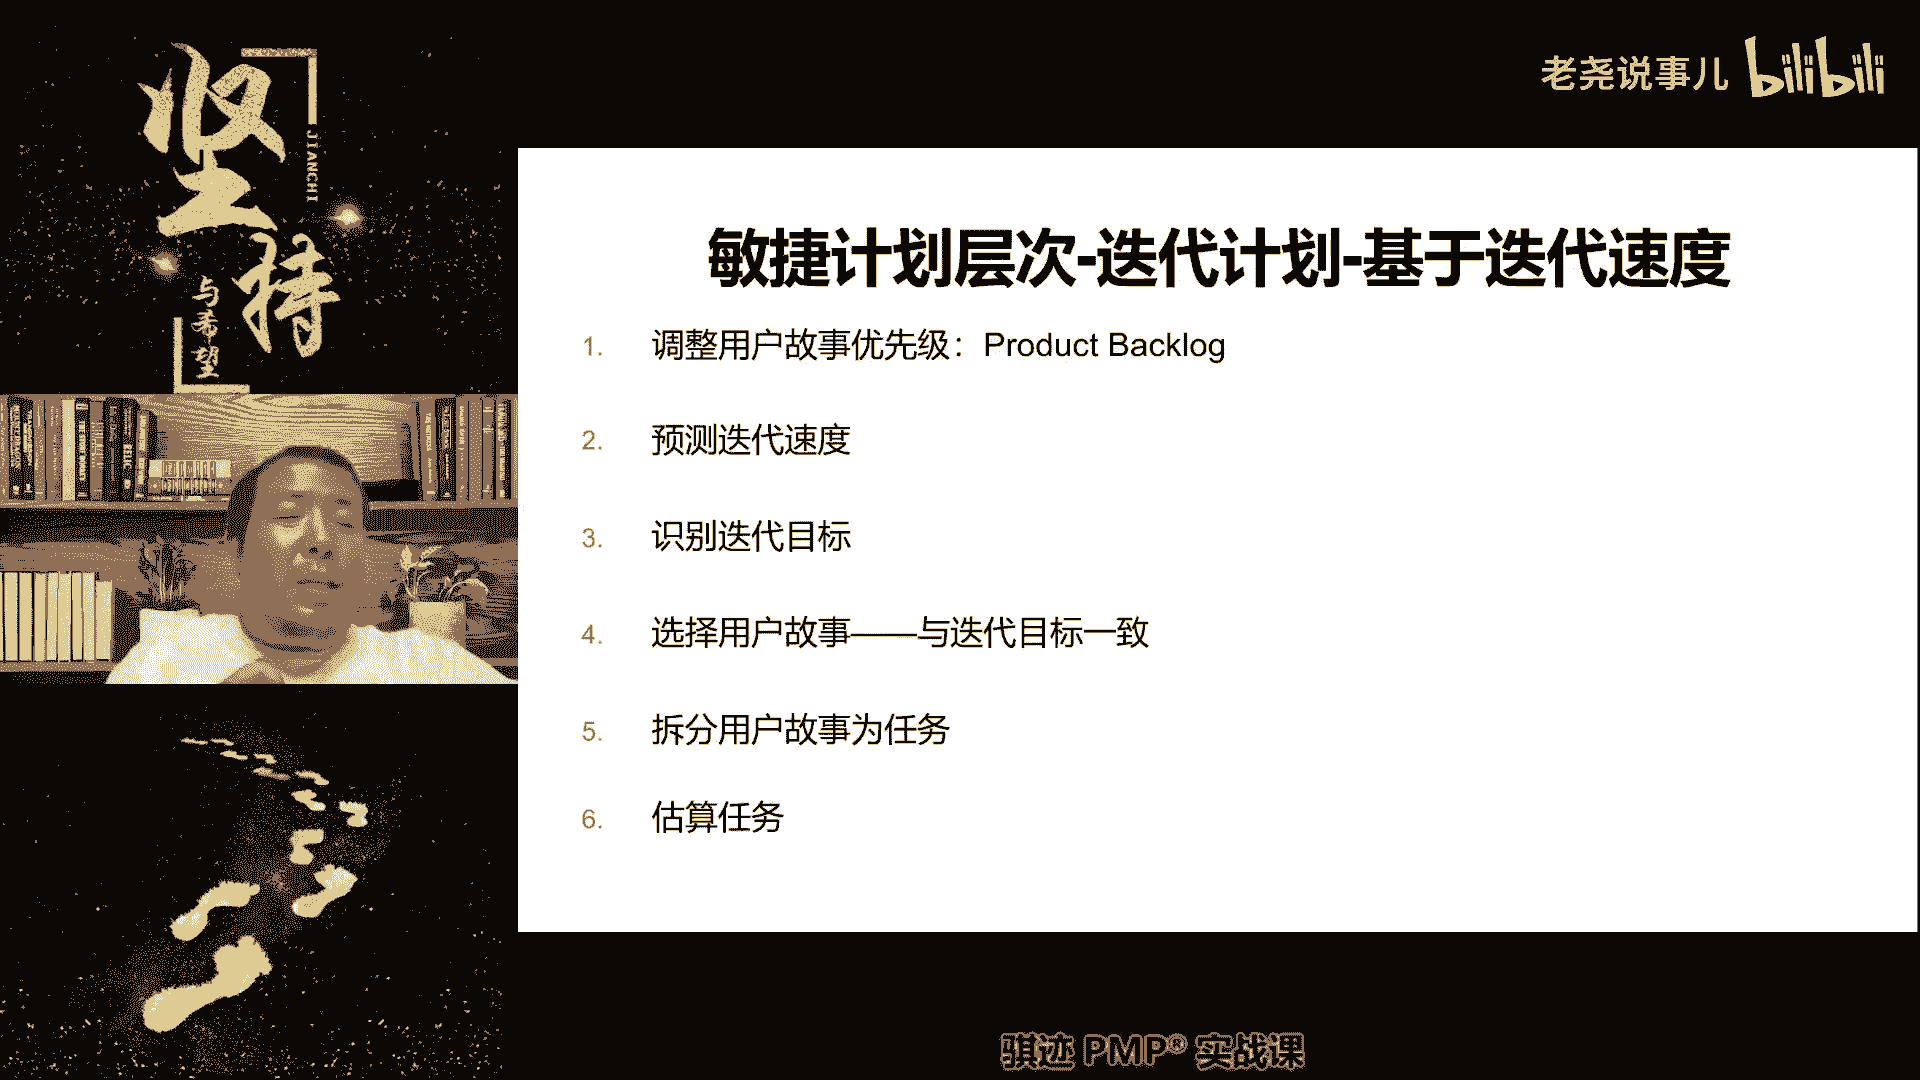 坚持
JIANCHI
与希望
老尧说事儿 bilibili
敏捷计划层次-迭代计划-基于迭代速度
1. 调整用户故事优先级：Product Backlog
2. 预测迭代速度
3. 识别迭代目标
4. 选择用户故事——与迭代目标一致
5. 拆分用户故事为任务
6. 估算任务
骐迹 PMP® 实战课